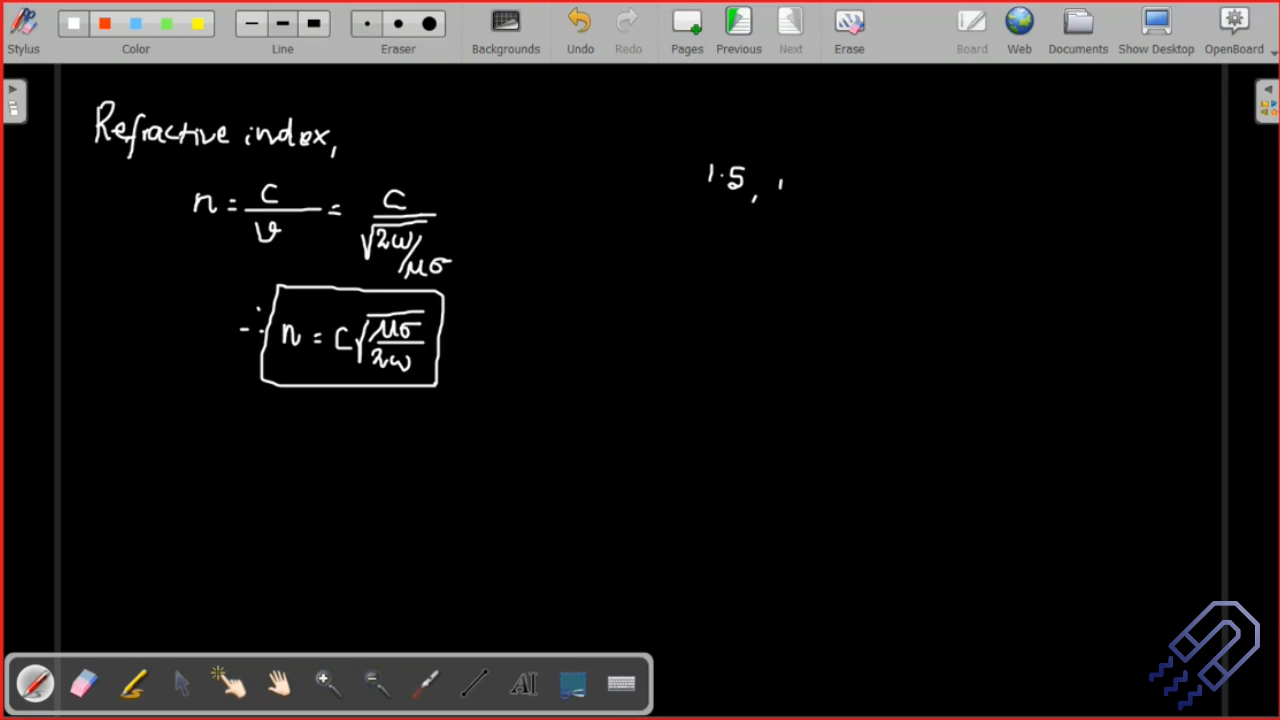 Stylus Color Line Eraser Backgrounds Undo Redo Pages Previous Next Erase Board Web Documents Show Desktop OpenBoard
Refractive index,
n = c/v = c/√(2ω/μσ)
1.5, '
∴ n = c√(μσ/2ω)
AI